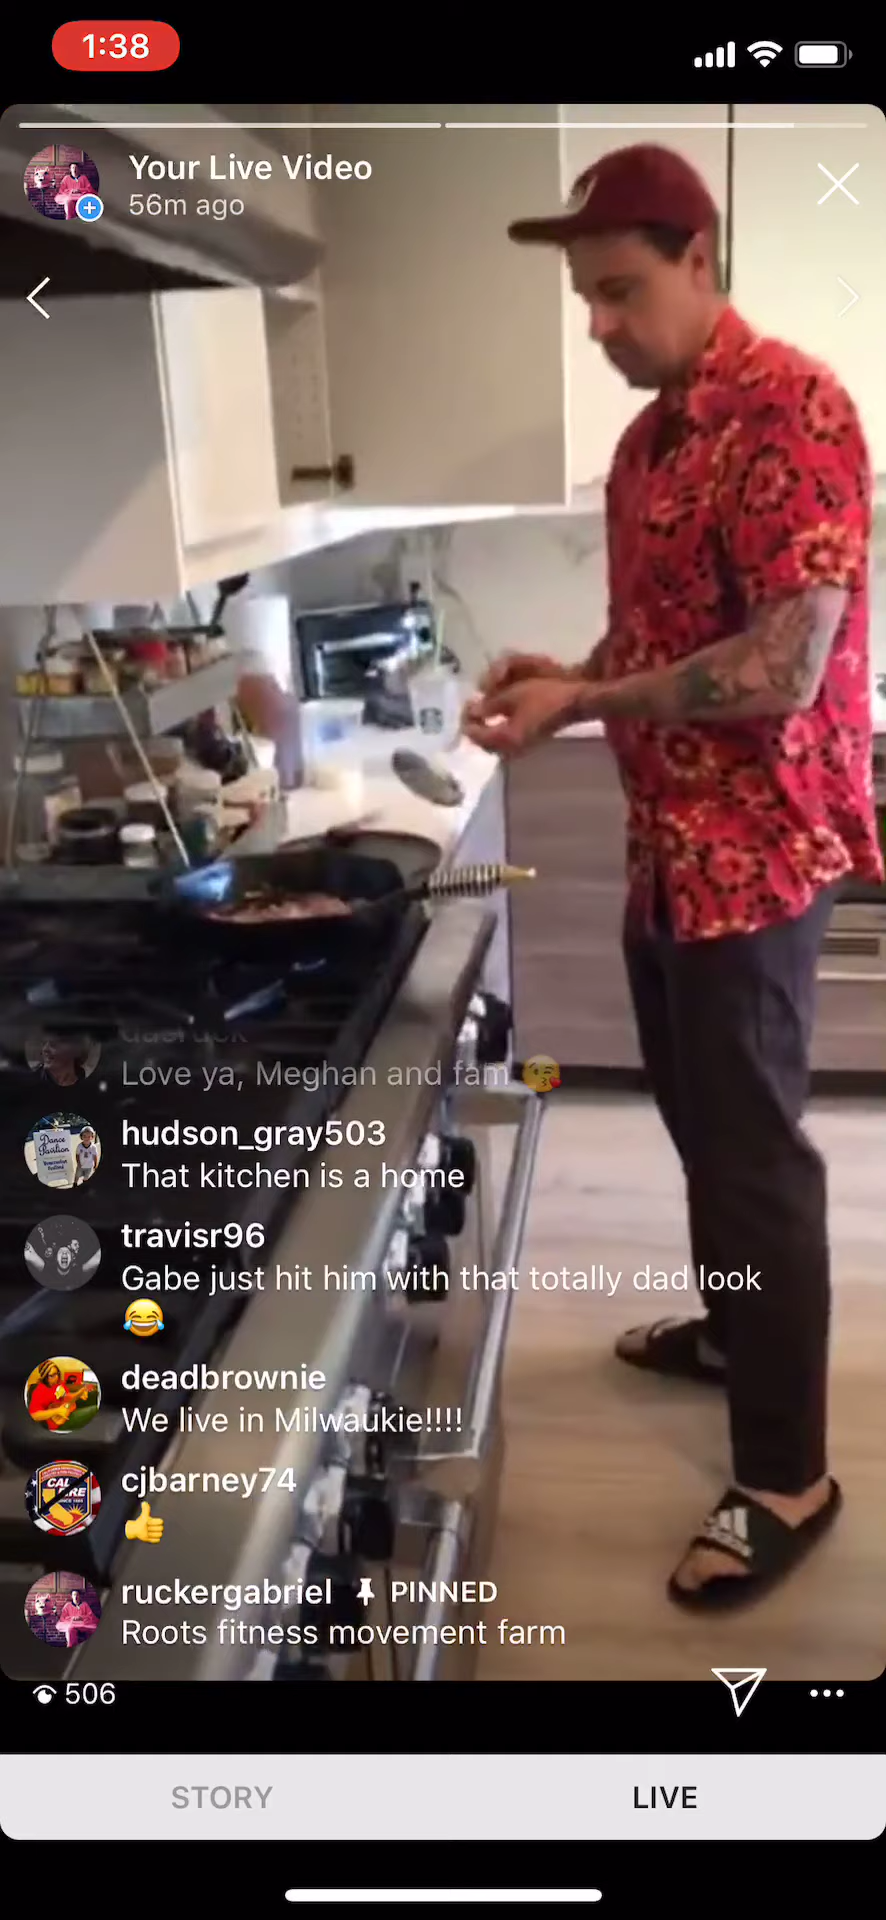 1:38
Your Live Video
56m ago
Love ya, Meghan and fam 😘
hudson_gray503
That kitchen is a home
travisr96
Gabe just hit him with that totally dad look
😂
deadbrownie
We live in Milwaukie!!!!
cjbarney74
👍
ruckergabriel PINNED
Roots fitness movement farm
506
STORY
LIVE